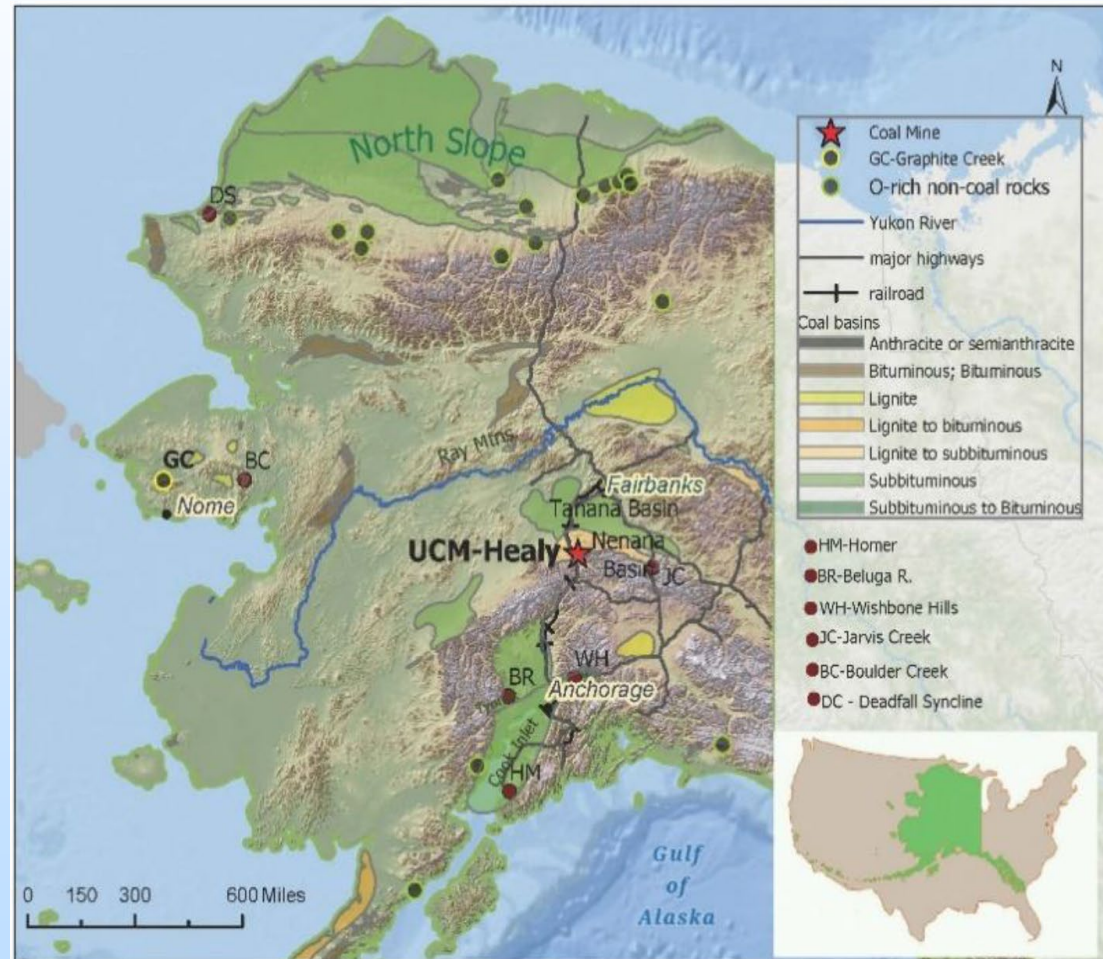 N
North Slope
DS
GC
BC
Nome
Ray Mtns
Fairbanks
Tanana Basin
UCM-Healy
Nenana
Basin
JC
WH
BR
Anchorage
Cook Inlet
HM
Gulf
of
Alaska
0 150 300 600 Miles
Coal Mine
GC-Graphite Creek
O-rich non-coal rocks
Yukon River
major highways
railroad
Coal basins
Anthracite or semianthracite
Bituminous; Bituminous
Lignite
Lignite to bituminous
Lignite to subbituminous
Subbituminous
Subbituminous to Bituminous
HM-Homer
BR-Beluga R.
WH-Wishbone Hills
JC-Jarvis Creek
BC-Boulder Creek
DC - Deadfall Syncline